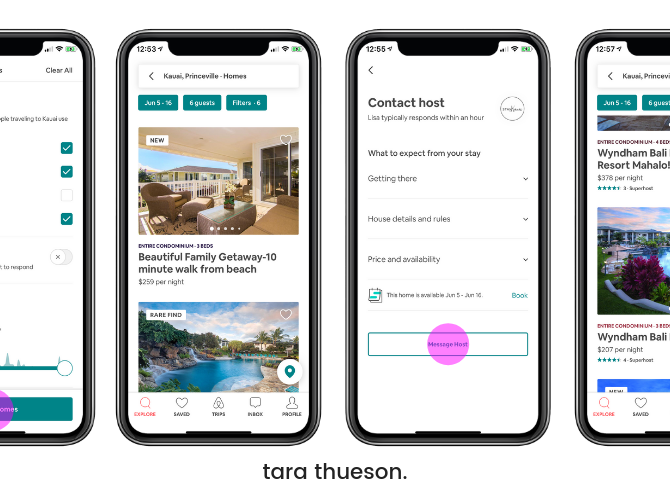 s
Clear All
ople traveling to Kauai use
t to respond
omes
12:53
Kauai, Princeville · Homes
Jun 5 - 16
6 guests
Filters · 6
NEW
ENTIRE CONDOMINIUM · 3 BEDS
Beautiful Family Getaway-10
minute walk from beach
$259 per night
RARE FIND
EXPLORE
SAVED
TRIPS
INBOX
PROFILE
12:55
Contact host
Lisa typically responds within an hour
What to expect from your stay
Getting there
House details and rules
Price and availability
This home is available Jun 5 - Jun 16.
Book
Message Host
12:57
Kauai, Princevi
Jun 5 - 16
6 guest
ENTIRE CONDOMINIUM · 4 BEDS
Wyndham Bali
Resort Mahalo!
$378 per night
3 · Superhost
ENTIRE CONDOMINIUM · 3 BEDS
Wyndham Bali
$207 per night
4 · Superhost
NEW
EXPLORE
SAVED
tara thueson.